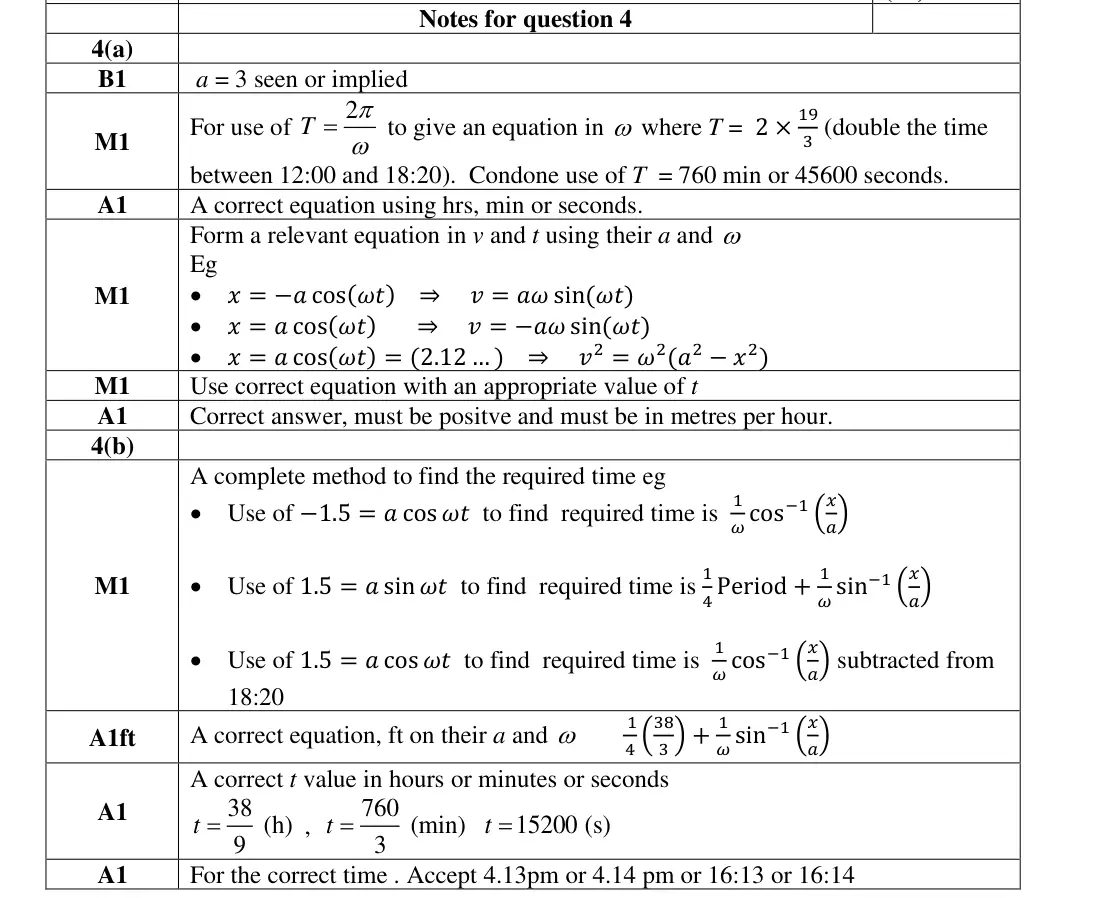 Notes for question 4
4(a)
B1 a = 3 seen or implied
M1 For use of T = 2π/ω to give an equation in ω where T = 2 × 19/3 (double the time
between 12:00 and 18:20). Condone use of T = 760 min or 45600 seconds.
A1 A correct equation using hrs, min or seconds.
M1 Form a relevant equation in v and t using their a and ω
Eg
• x = −a cos(ωt) ⇒ v = aω sin(ωt)
• x = a cos(ωt) ⇒ v = −aω sin(ωt)
• x = a cos(ωt) = (2.12 …) ⇒ v² = ω²(a² − x²)
M1 Use correct equation with an appropriate value of t
A1 Correct answer, must be positve and must be in metres per hour.
4(b)
M1 A complete method to find the required time eg
• Use of −1.5 = a cos ωt to find required time is 1/ω cos⁻¹(x/a)
• Use of 1.5 = a sin ωt to find required time is 1/4 Period + 1/ω sin⁻¹(x/a)
• Use of 1.5 = a cos ωt to find required time is 1/ω cos⁻¹(x/a) subtracted from
18:20
A1ft A correct equation, ft on their a and ω 1/4(38/3) + 1/ω sin⁻¹(x/a)
A1 A correct t value in hours or minutes or seconds
t = 38/9 (h) , t = 760/3 (min) t = 15200 (s)
A1 For the correct time . Accept 4.13pm or 4.14 pm or 16:13 or 16:14